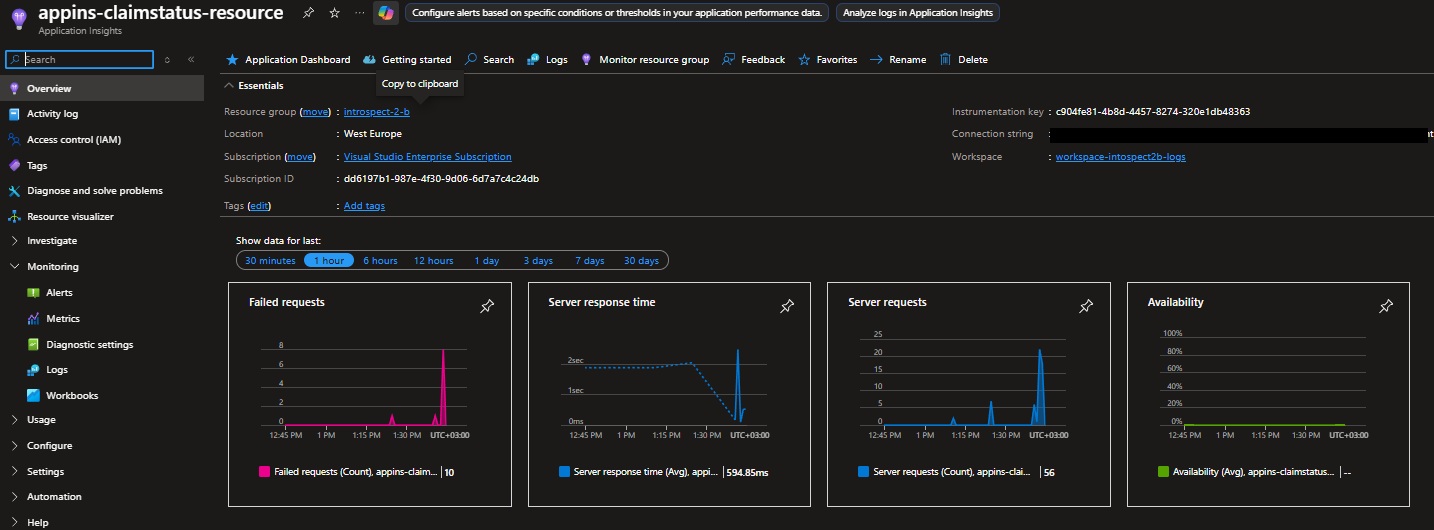 appins-claimstatus-resource
Application Insights
Configure alerts based on specific conditions or thresholds in your application performance data.
Analyze logs in Application Insights
Search
Application Dashboard
Getting started
Search
Logs
Monitor resource group
Feedback
Favorites
Rename
Delete
Copy to clipboard
Overview
Activity log
Access control (IAM)
Tags
Diagnose and solve problems
Resource visualizer
Investigate
Monitoring
Alerts
Metrics
Diagnostic settings
Logs
Workbooks
Usage
Configure
Settings
Automation
Help
Essentials
Resource group (move) : introspect-2-b
Location : West Europe
Subscription (move) : Visual Studio Enterprise Subscription
Subscription ID : dd6197b1-987e-4f30-9d06-6d7a7c4c24db
Tags (edit) : Add tags
Instrumentation key : c904fe81-4b8d-4457-8274-320e1db48363
Connection string :
Workspace : workspace-intospect2b-logs
Show data for last:
30 minutes 1 hour 6 hours 12 hours 1 day 3 days 7 days 30 days
Failed requests
8
6
4
2
0
12:45 PM 1 PM 1:15 PM 1:30 PM UTC+03:00
Failed requests (Count), appins-claim... 10
Server response time
2sec
1sec
0ms
12:45 PM 1 PM 1:15 PM 1:30 PM UTC+03:00
Server response time (Avg), appi... 594.85ms
Server requests
25
20
15
10
5
0
12:45 PM 1 PM 1:15 PM 1:30 PM UTC+03:00
Server requests (Count), appins-clai... 56
Availability
100%
80%
60%
40%
20%
0%
12:45 PM 1 PM 1:15 PM 1:30 PM UTC+03:00
Availability (Avg), appins-claimstatus... --